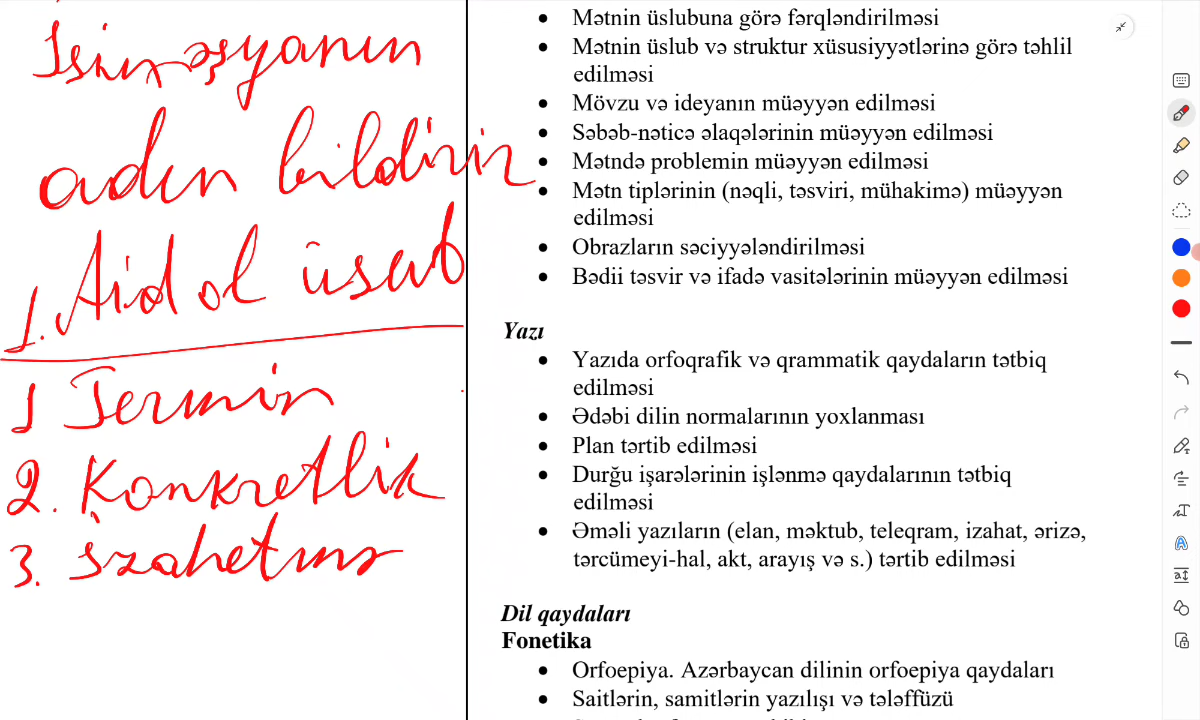 İsim əşyanın
adın bildirir
1. Aid ol üsub
1 Termin
2. Konkretlik
3. İzahetmə
• Mətnin üslubuna görə fərqləndirilməsi
• Mətnin üslub və struktur xüsusiyyətlərinə görə təhlil
edilməsi
• Mövzu və ideyanın müəyyən edilməsi
• Səbəb-nəticə əlaqələrinin müəyyən edilməsi
• Mətndə problemin müəyyən edilməsi
• Mətn tiplərinin (nəqli, təsviri, mühakimə) müəyyən
edilməsi
• Obrazların səciyyələndirilməsi
• Bədii təsvir və ifadə vasitələrinin müəyyən edilməsi
Yazı
• Yazıda orfoqrafik və qrammatik qaydaların tətbiq
edilməsi
• Ədəbi dilin normalarının yoxlanması
• Plan tərtib edilməsi
• Durğu işarələrinin işlənmə qaydalarının tətbiq
edilməsi
• Əməli yazıların (elan, məktub, teleqram, izahat, ərizə,
tərcümeyi-hal, akt, arayış və s.) tərtib edilməsi
Dil qaydaları
Fonetika
• Orfoepiya. Azərbaycan dilinin orfoepiya qaydaları
• Saitlərin, samitlərin yazılışı və tələffüzü